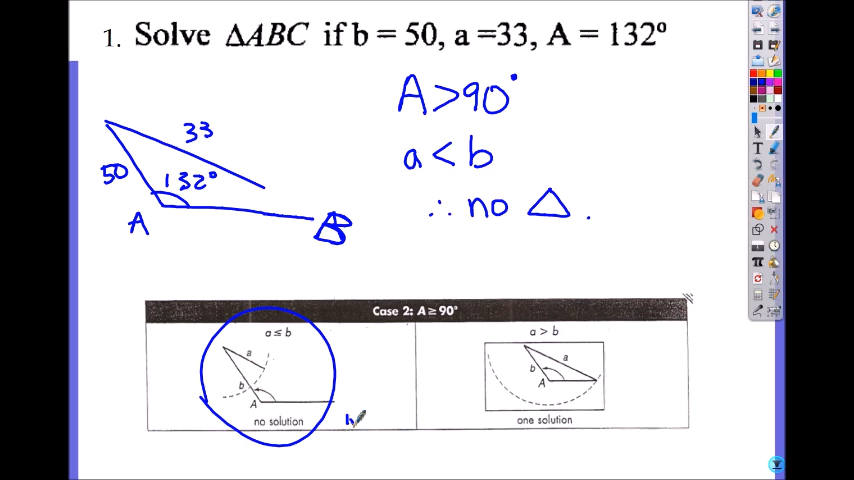 1. Solve ΔABC if b = 50, a =33, A = 132º
A > 90°
a < b
∴ no △ .
33
50
132°
A
B
Case 2: A ≥ 90°
a ≤ b
a
b
A
no solution
a > b
a
b
A
one solution